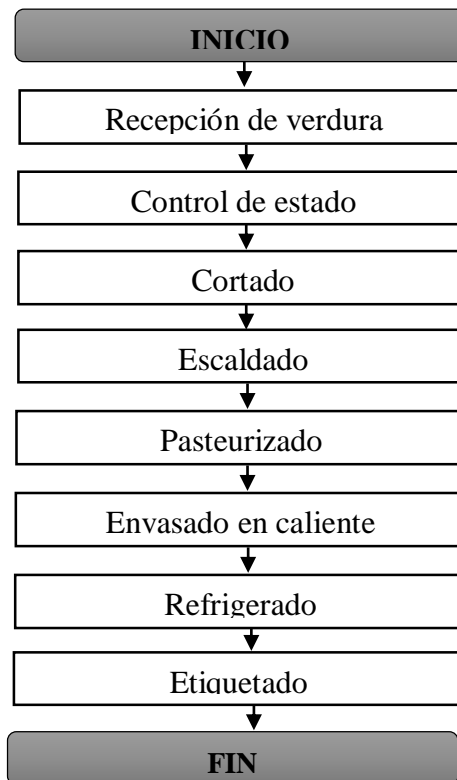 INICIO
Recepción de verdura
Control de estado
Cortado
Escaldado
Pasteurizado
Envasado en caliente
Refrigerado
Etiquetado
FIN